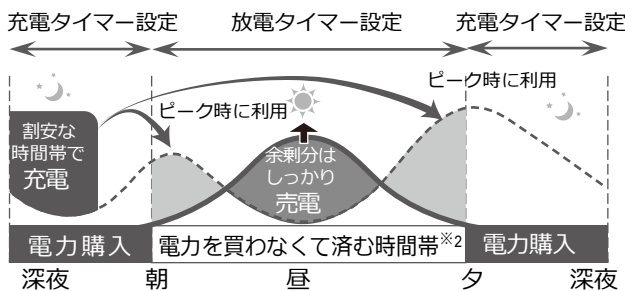 充電タイマー設定
放電タイマー設定
充電タイマー設定
ピーク時に利用
ピーク時に利用
割安な
時間帯で
充電
余剰分は
しっかり
売電
電力購入
電力を買わなくて済む時間帯※2
電力購入
深夜
朝
昼
夕
深夜